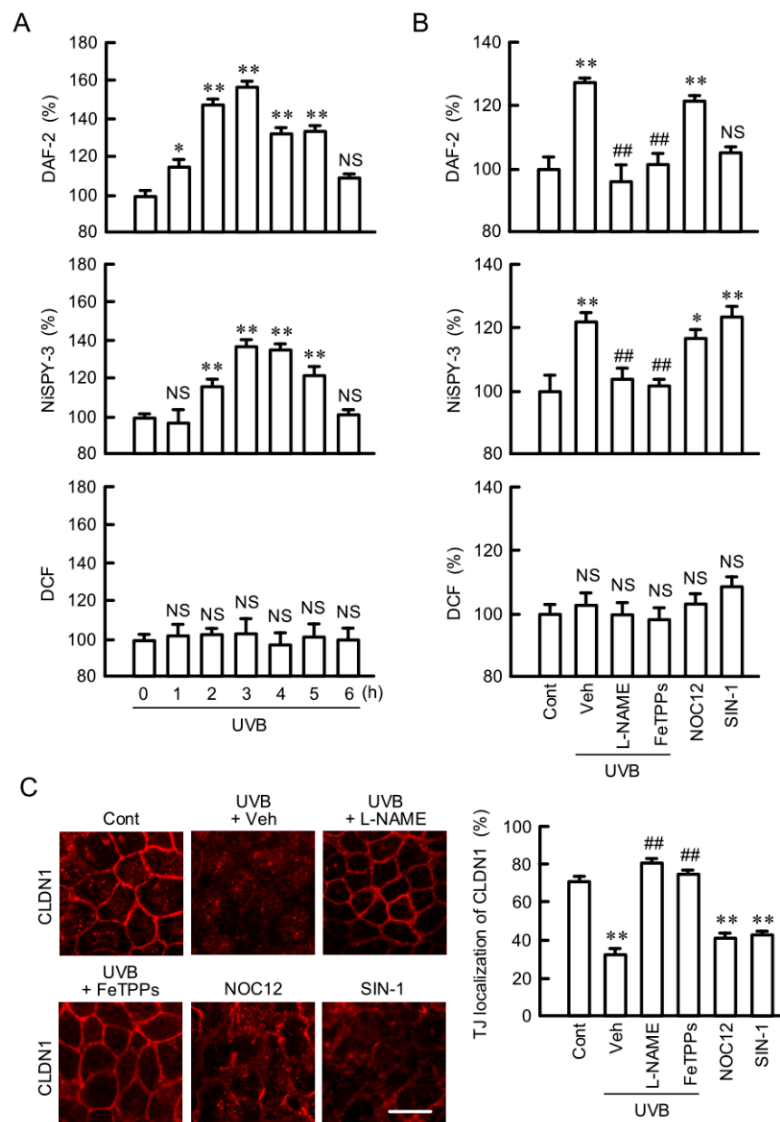 A
180
160
140
120
100
80
DAF-2 (%)
*
**
**
**
**
NS
180
160
140
120
100
80
NiSPY-3 (%)
NS
**
**
**
**
NS
180
160
140
120
100
80
DCF
NS
NS
NS
NS
NS
NS
0 1 2 3 4 5 6 (h)
UVB
B
140
120
100
80
DAF-2 (%)
**
##
##
**
NS
140
120
100
80
NiSPY-3 (%)
**
##
##
*
**
140
120
100
80
DCF (%)
NS
NS
NS
NS
NS
Cont
Veh
L-NAME
FeTPPs
NOC12
SIN-1
UVB
C
Cont
UVB
+ Veh
UVB
+ L-NAME
CLDN1
UVB
+ FeTPPs
NOC12
SIN-1
CLDN1
100
80
60
40
20
0
TJ localization of CLDN1 (%)
**
##
##
**
**
Cont
Veh
L-NAME
FeTPPs
NOC12
SIN-1
UVB